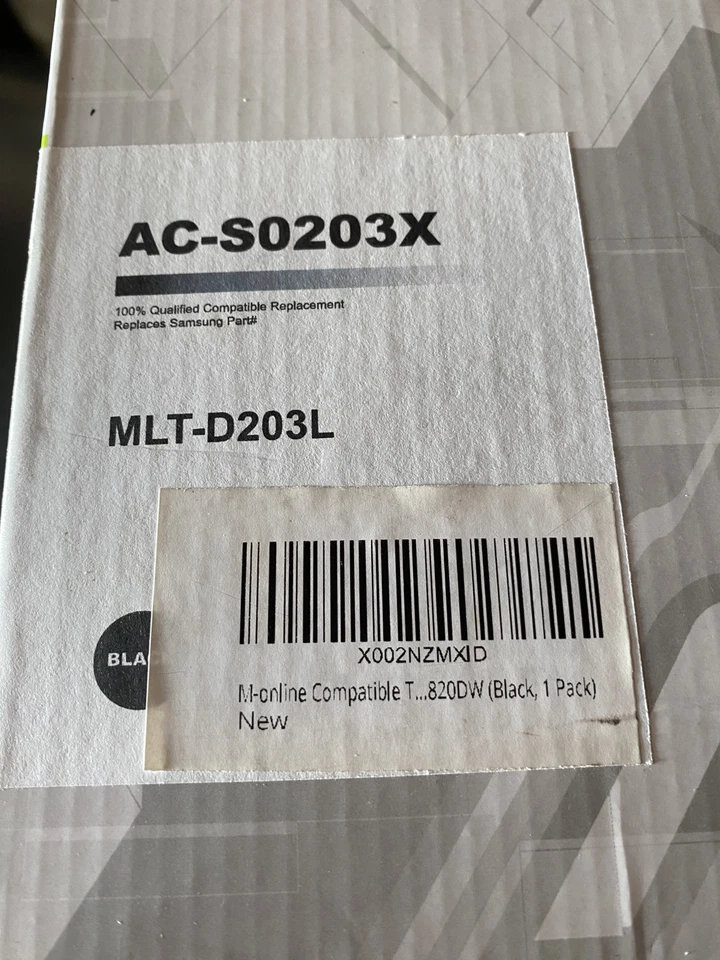 AC-S0203X
100% Qualified Compatible Replacement
Replaces Samsung Part#
MLT-D203L
BLA
X002NZMXID
M-online Compatible T...820DW (Black, 1 Pack)
New